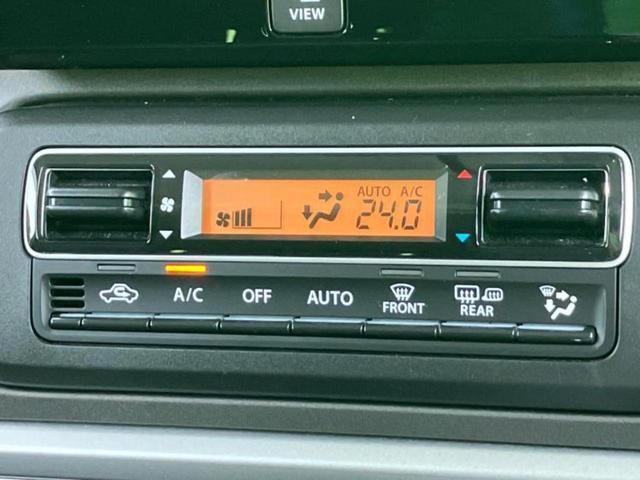 VIEW
AUTO A/C
24.0
A/C OFF AUTO FRONT REAR